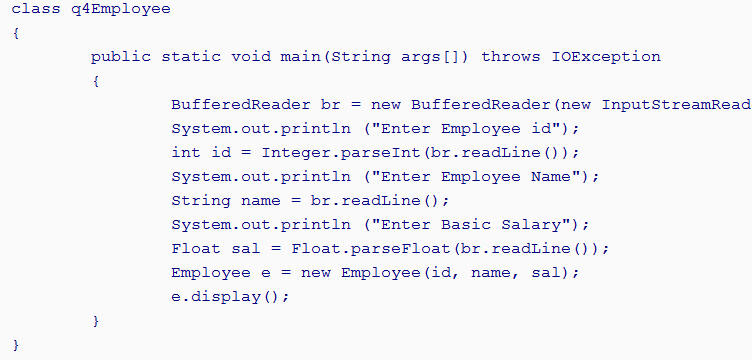 class q4Employee
{
public static void main(String args[]) throws IOException
{
BufferedReader br = new BufferedReader(new InputStreamRead
System.out.println ("Enter Employee id");
int id = Integer.parseInt(br.readLine());
System.out.println ("Enter Employee Name");
String name = br.readLine();
System.out.println ("Enter Basic Salary");
Float sal = Float.parseFloat(br.readLine());
Employee e = new Employee(id, name, sal);
e.display();
}
}